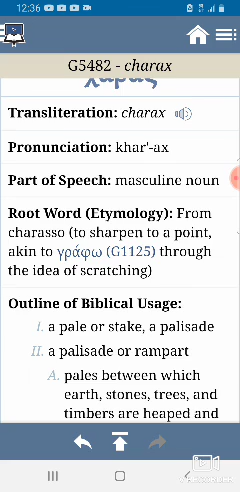 12:36
G5482 - charax
χάραξ
Transliteration: charax
Pronunciation: khar'-ax
Part of Speech: masculine noun
Root Word (Etymology): From
charasso (to sharpen to a point,
akin to γράφω (G1125) through
the idea of scratching)
Outline of Biblical Usage:
I. a pale or stake, a palisade
II. a palisade or rampart
A. pales between which
earth, stones, trees, and
timbers are heaped and